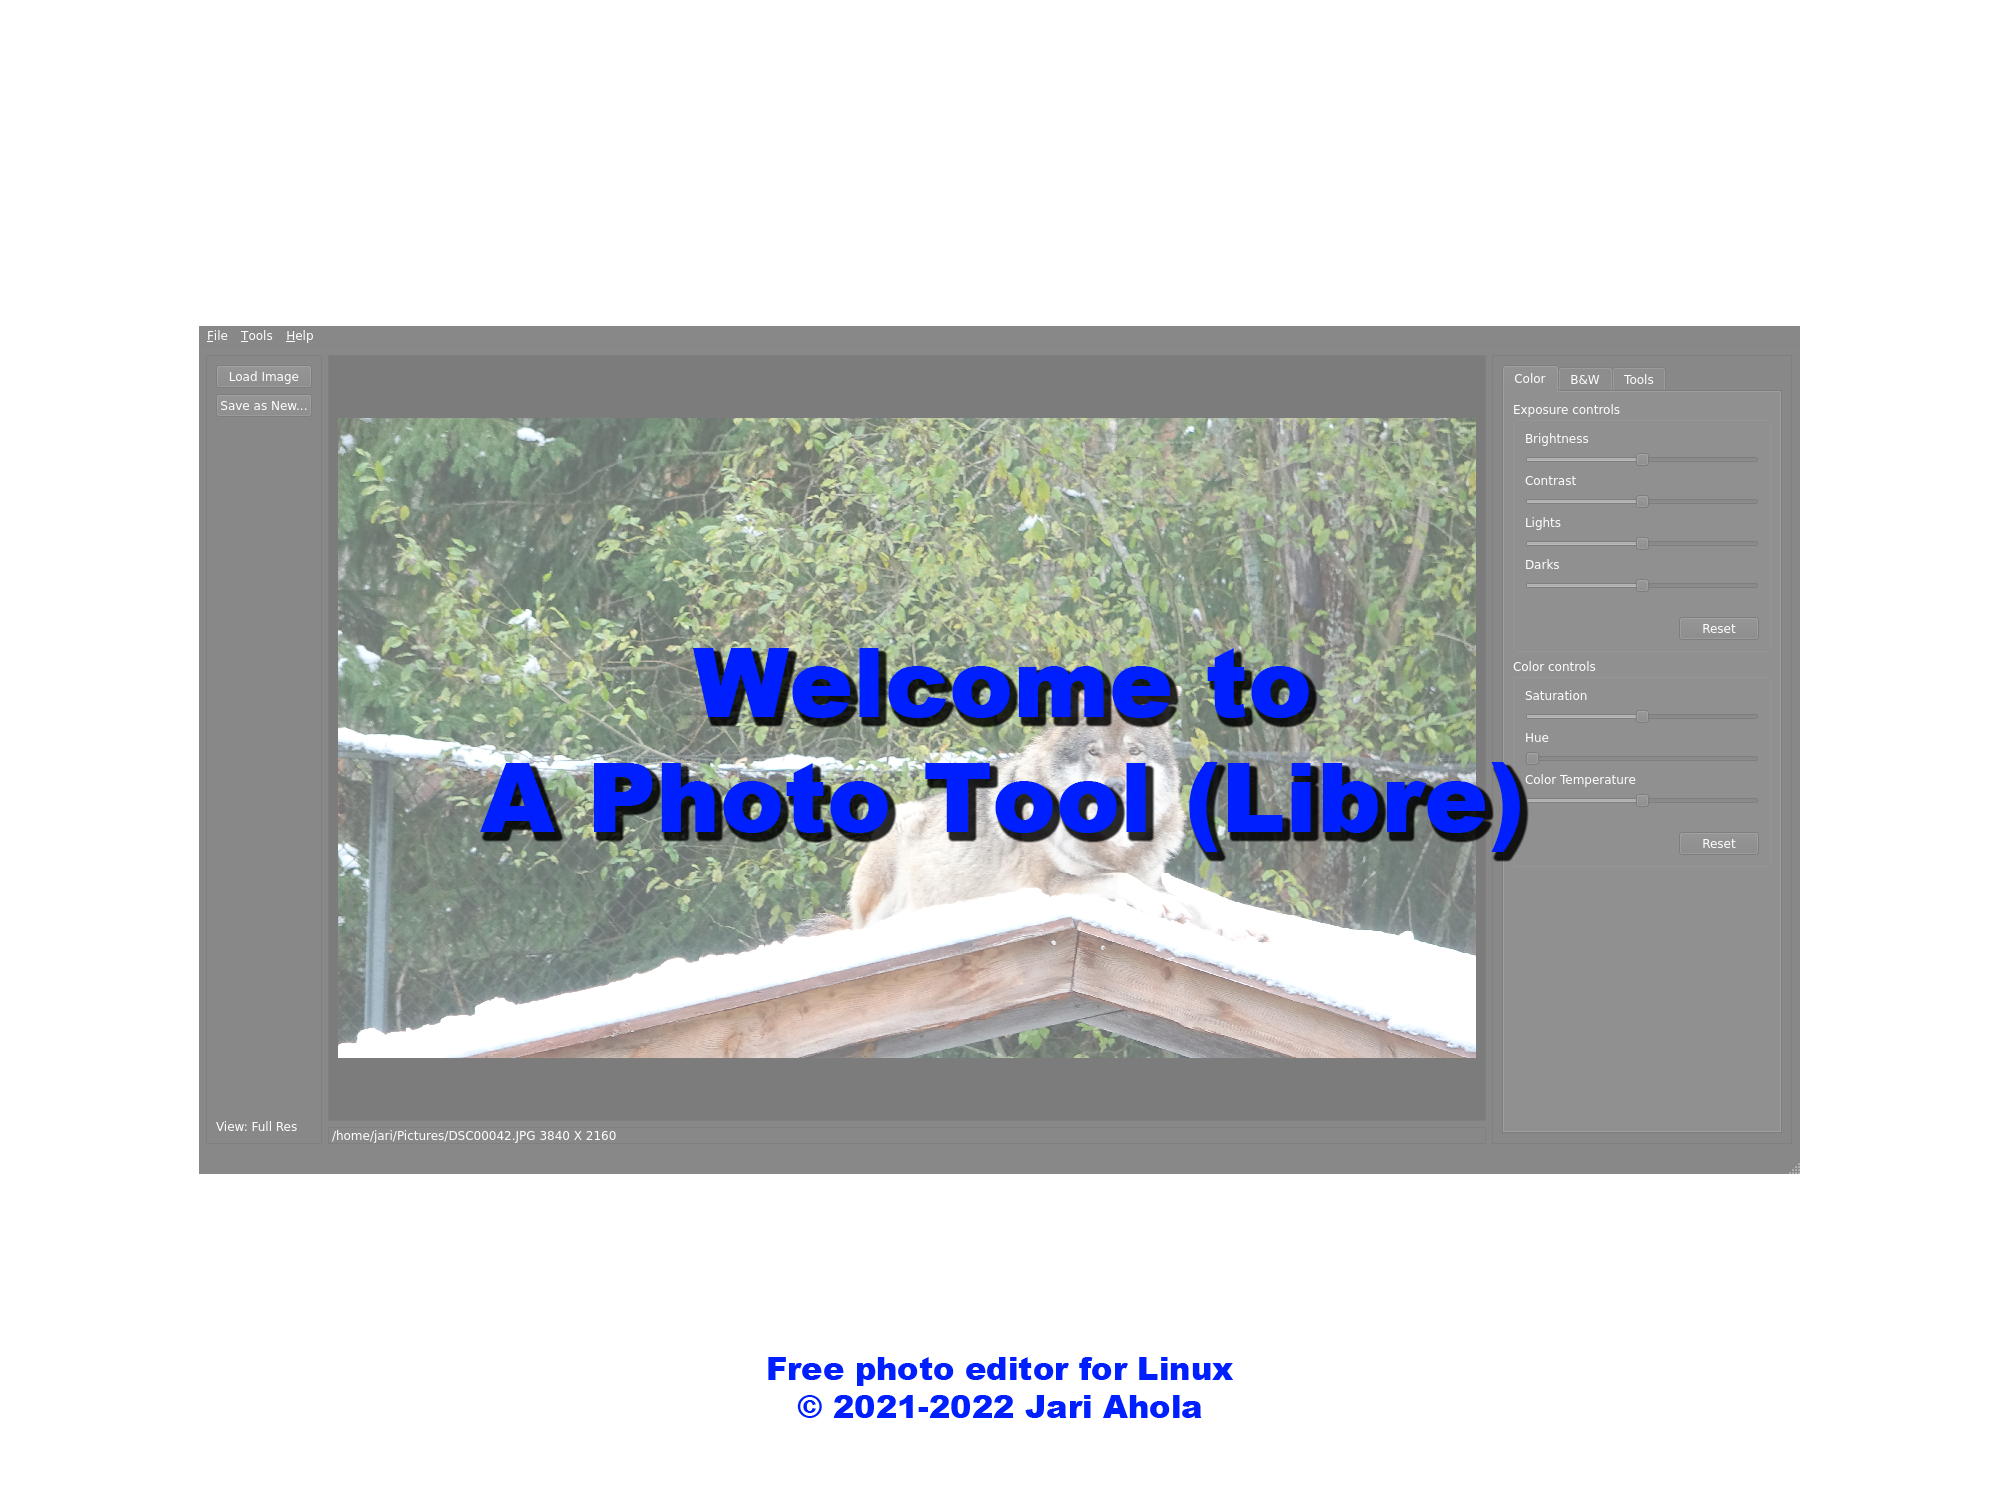 File Tools Help
Load Image
Save as New...
Color B&W Tools
Exposure controls
Brightness
Contrast
Lights
Darks
Reset
Color controls
Saturation
Hue
Color Temperature
Reset
Welcome to
A Photo Tool (Libre)
View: Full Res
/home/jari/Pictures/DSC00042.JPG 3840 X 2160
Free photo editor for Linux
© 2021-2022 Jari Ahola